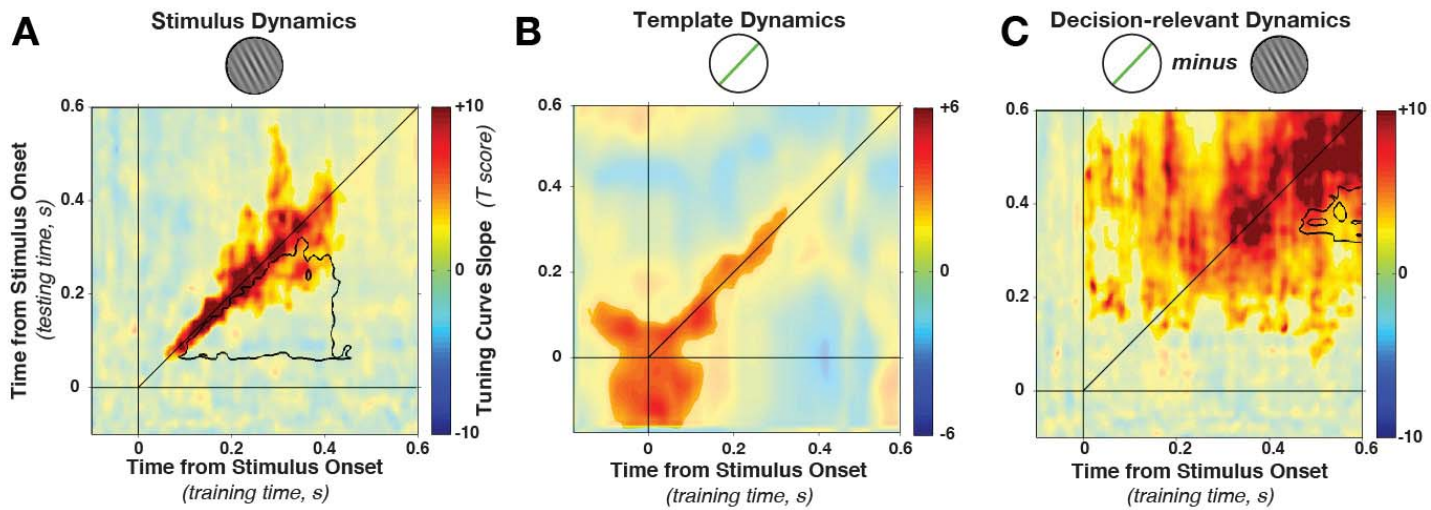 A
Stimulus Dynamics
B
Template Dynamics
C
Decision-relevant Dynamics
minus
Time from Stimulus Onset
(testing time, s)
0.6
0.4
0.2
0
0
0.2
0.4
0.6
Time from Stimulus Onset
(training time, s)
+10
0
-10
Tuning Curve Slope (T score)
0.6
0.4
0.2
0
0
0.2
0.4
0.6
Time from Stimulus Onset
(training time, s)
+6
0
-6
0.6
0.4
0.2
0
0
0.2
0.4
0.6
Time from Stimulus Onset
(training time, s)
+10
0
-10